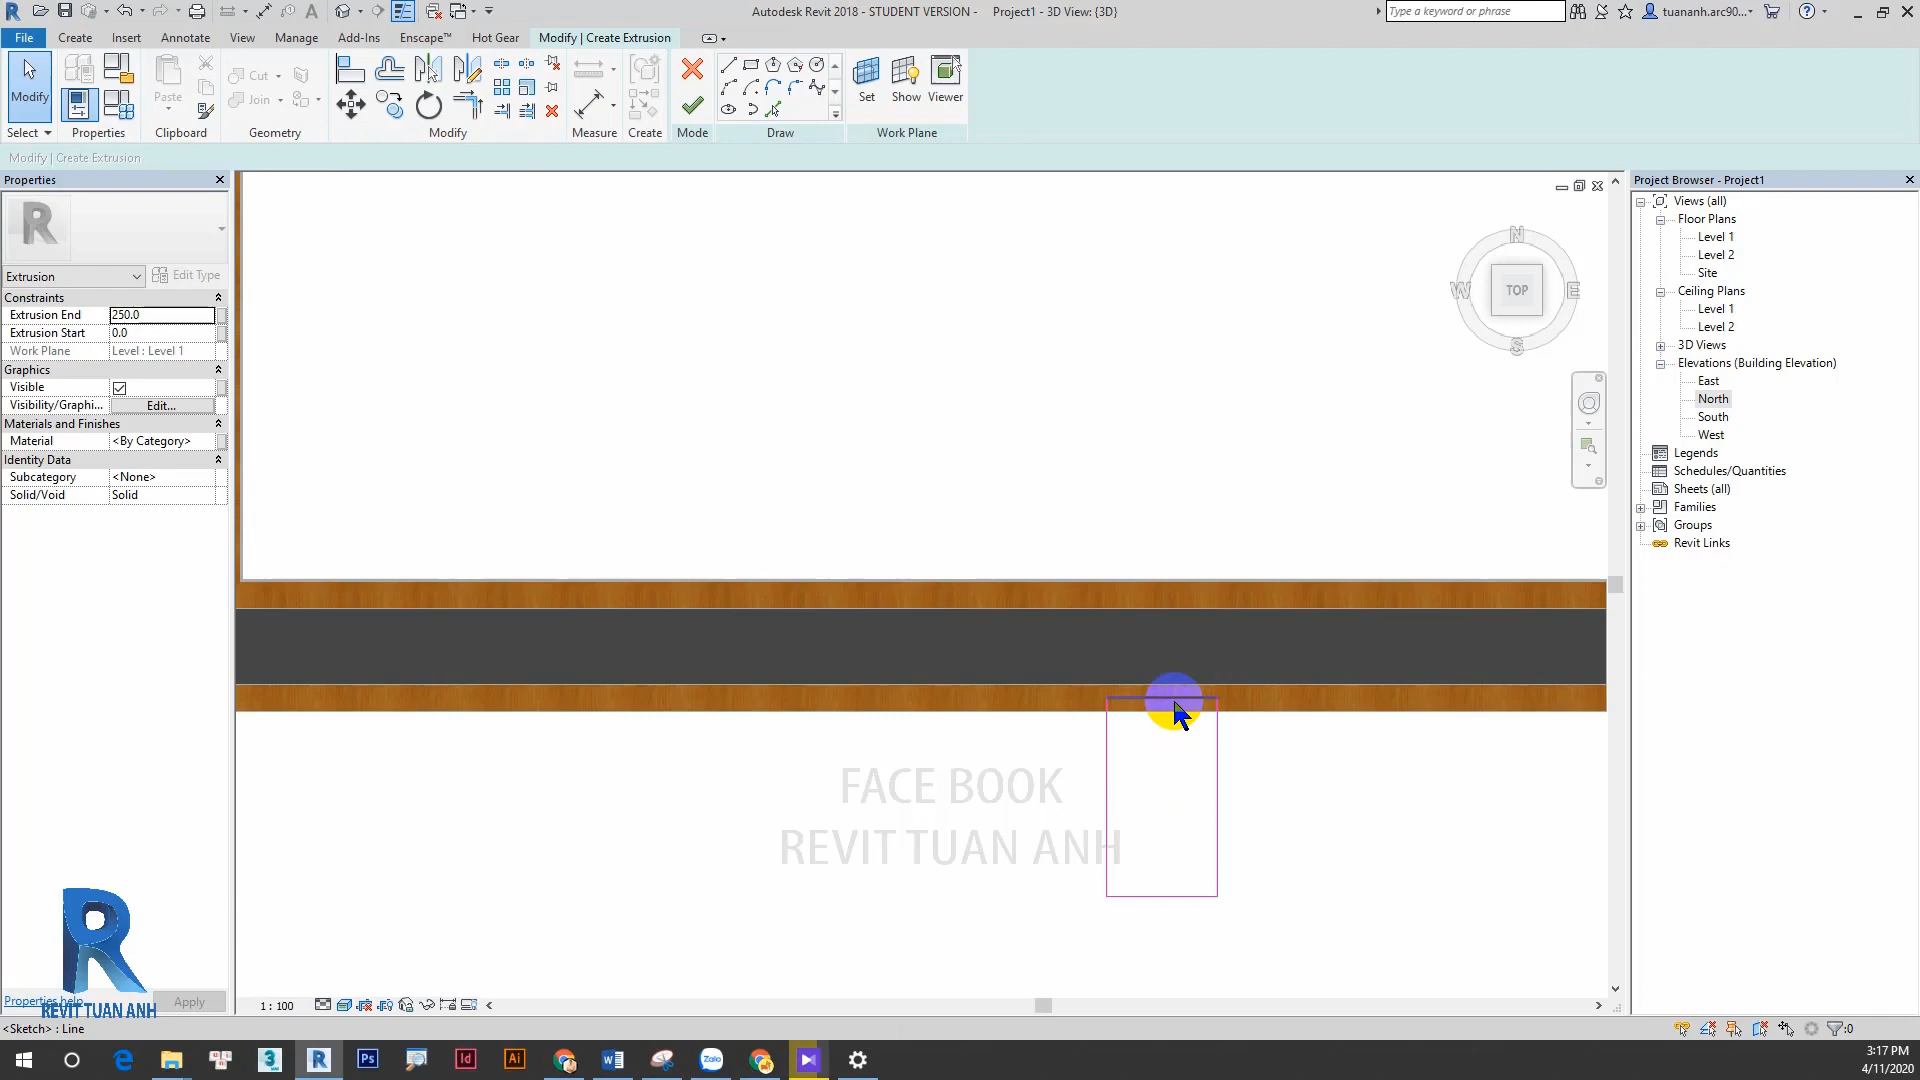 Autodesk Revit 2018 - STUDENT VERSION -     Project1 - 3D View: {3D}
Type a keyword or phrase
tuananh.arc90...
File
Create
Insert
Annotate
View
Manage
Add-Ins
Enscape™
Hot Gear
Modify | Create Extrusion
Modify
Paste
Cut
Join
Set
Show
Viewer
Select
Properties
Clipboard
Geometry
Modify
Measure
Create
Mode
Draw
Work Plane
Modify | Create Extrusion
Properties
Extrusion
Edit Type
Constraints
Extrusion End 250.0
Extrusion Start 0.0
Work Plane Level : Level 1
Graphics
Visible
Visibility/Graphi... Edit...
Materials and Finishes
Material <By Category>
Identity Data
Subcategory <None>
Solid/Void Solid
Properties help
Apply
REVIT TUAN ANH
N
W
TOP
E
S
FACE BOOK
REVIT TUAN ANH
1 : 100
Project Browser - Project1
Views (all)
Floor Plans
Level 1
Level 2
Site
Ceiling Plans
Level 1
Level 2
3D Views
Elevations (Building Elevation)
East
North
South
West
Legends
Schedules/Quantities
Sheets (all)
Families
Groups
Revit Links
<Sketch> : Line
:0
3:17 PM
4/11/2020